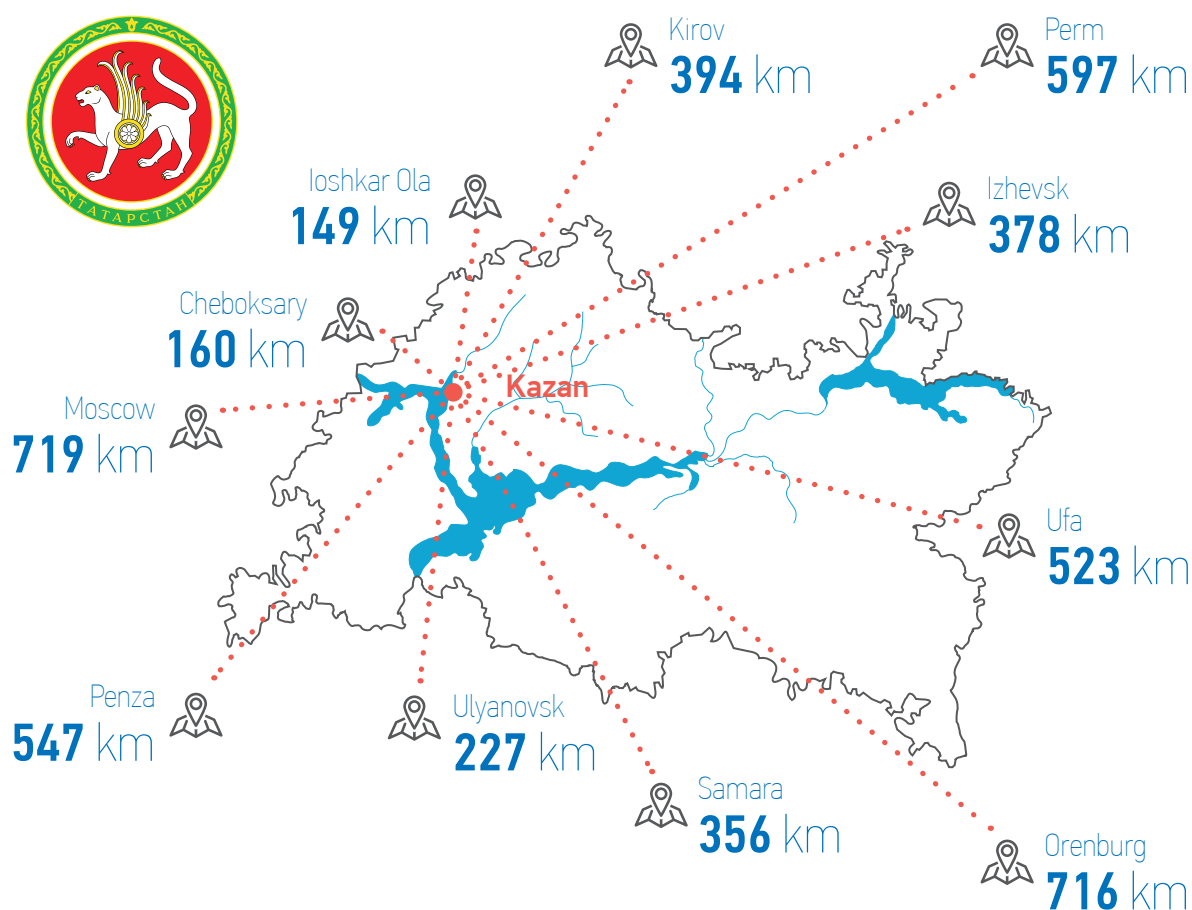 Kirov
394 km
Perm
597 km
Ioshkar Ola
149 km
Izhevsk
378 km
ТАТАРСТАН
Cheboksary
160 km
Kazan
Moscow
719 km
Ufa
523 km
Penza
547 km
Ulyanovsk
227 km
Samara
356 km
Orenburg
716 km